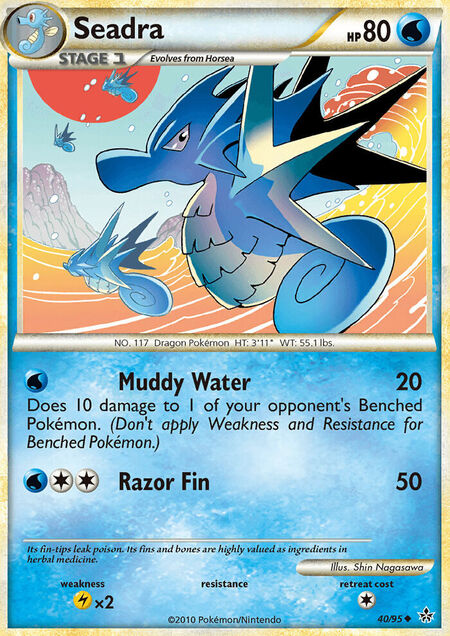 Seadra
HP 80
STAGE 1
Evolves from Horsea
NO. 117 Dragon Pokémon HT: 3'11" WT: 55.1 lbs.
Muddy Water 20
Does 10 damage to 1 of your opponent's Benched
Pokémon. (Don't apply Weakness and Resistance for
Benched Pokémon.)
Razor Fin 50
Its fin-tips leak poison. Its fins and bones are highly valued as ingredients in
herbal medicine.
Illus. Shin Nagasawa
weakness resistance retreat cost
×2
©2010 Pokémon/Nintendo
40/95